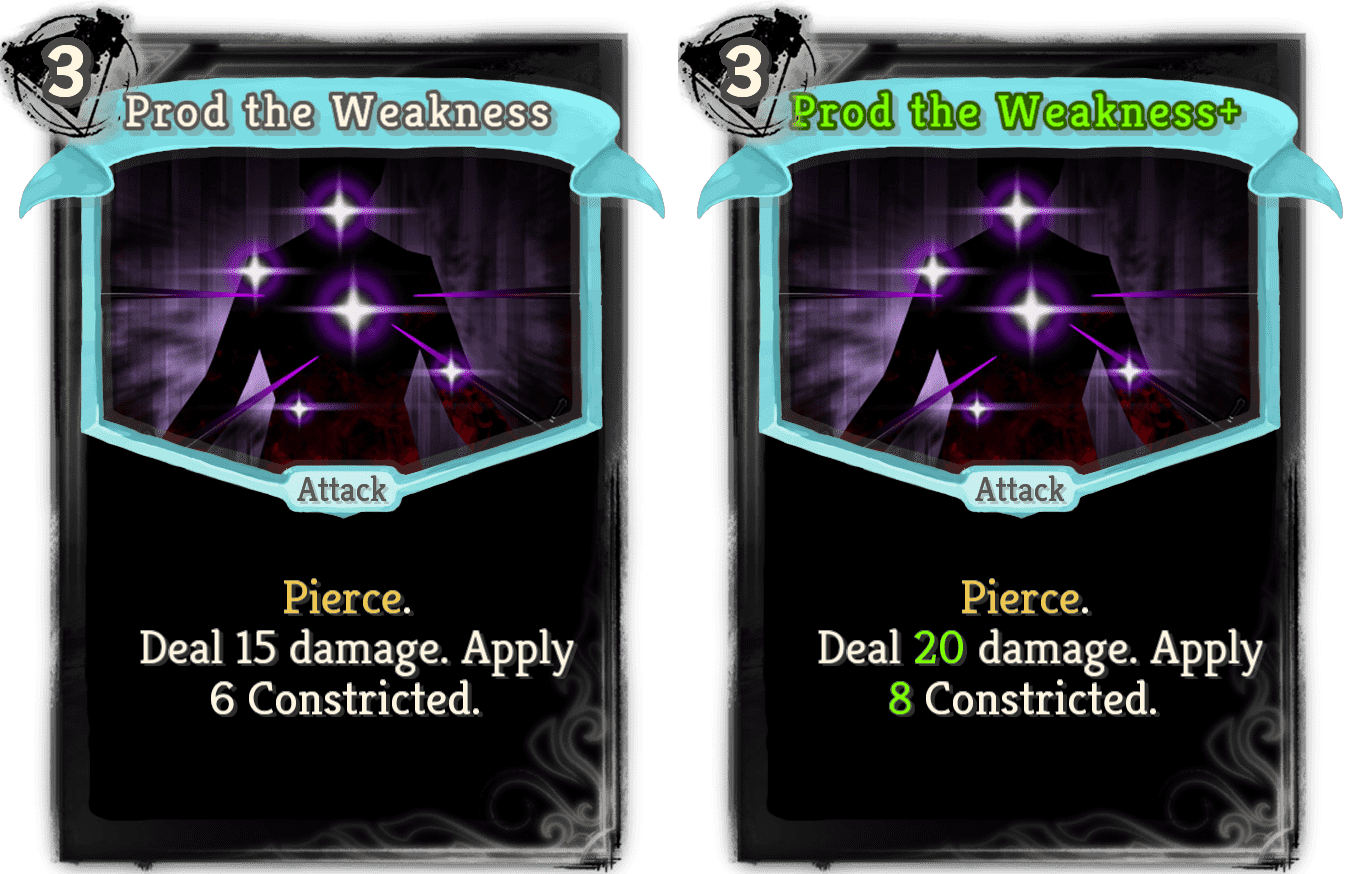 3
Prod the Weakness
Attack
Pierce.
Deal 15 damage. Apply
6 Constricted.
3
Prod the Weakness+
Attack
Pierce.
Deal 20 damage. Apply
8 Constricted.